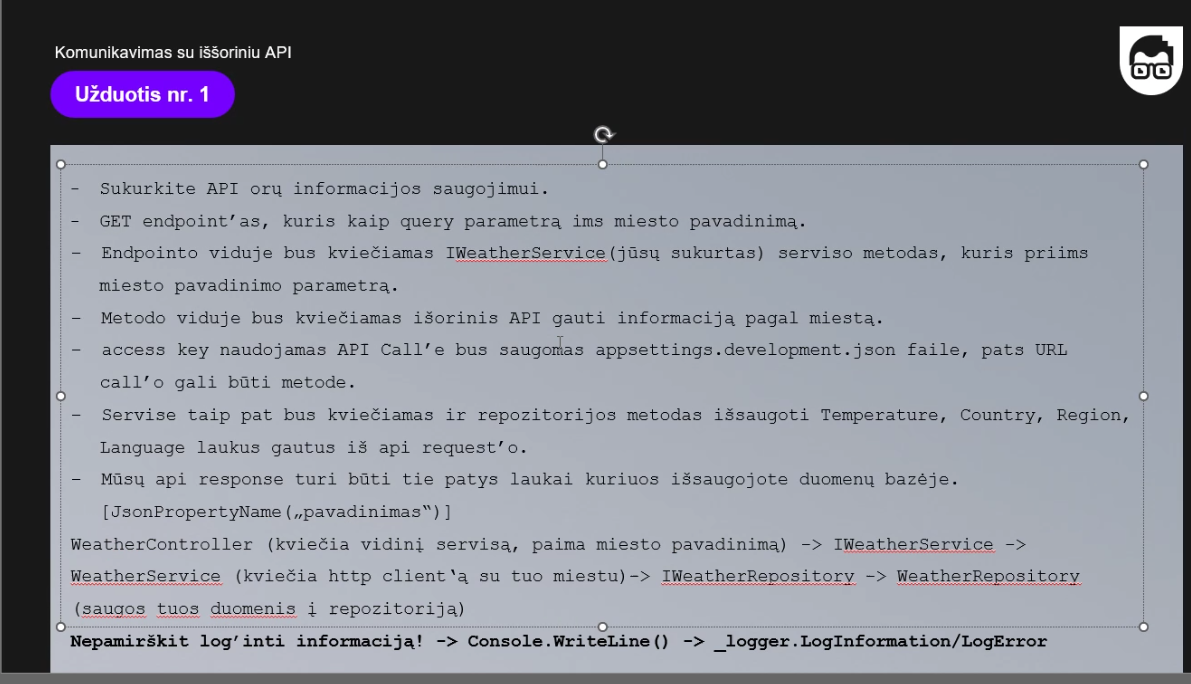 Komunikavimas su iššoriniu API
Užduotis nr. 1
- Sukurkite API orų informacijos saugojimui.
- GET endpoint’as, kuris kaip query parametrą ims miesto pavadinimą.
- Endpointo viduje bus kviečiamas IWeatherService(jūsų sukurtas) serviso metodas, kuris priims
miesto pavadinimo parametrą.
- Metodo viduje bus kviečiamas išorinis API gauti informaciją pagal miestą.
- access key naudojamas API Call’e bus saugomas appsettings.development.json faile, pats URL
call’o gali būti metode.
- Servise taip pat bus kviečiamas ir repozitorijos metodas išsaugoti Temperature, Country, Region,
Language laukus gautus iš api request’o.
- Mūsų api response turi būti tie patys laukai kuriuos išsaugojote duomenų bazėje.
[JsonPropertyName(„pavadinimas“)]
WeatherController (kviečia vidinį servisą, paima miesto pavadinimą) -> IWeatherService ->
WeatherService (kviečia http client‘ą su tuo miestu)-> IWeatherRepository -> WeatherRepository
(saugos tuos duomenis į repozitoriją)
Nepamirškit log’inti informaciją! -> Console.WriteLine() -> _logger.LogInformation/LogError